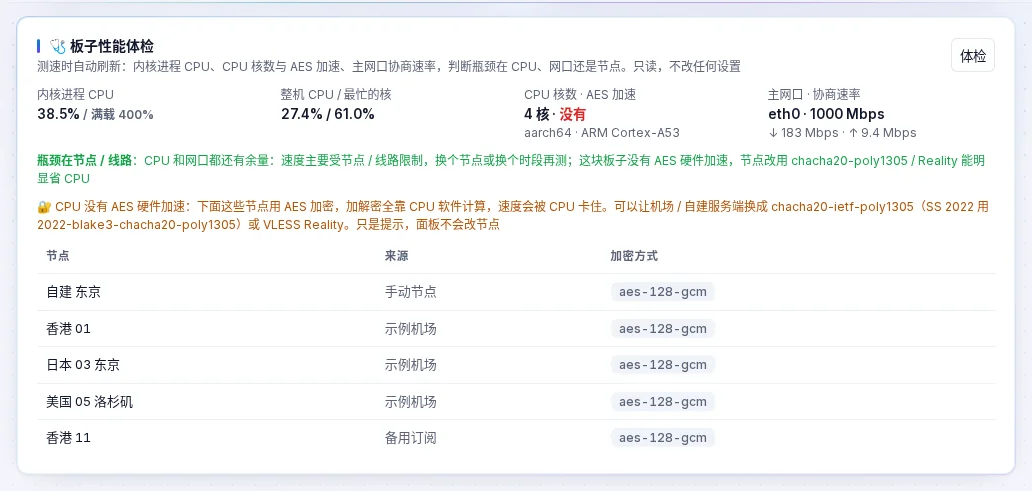 🩺 板子性能体检
测速时自动刷新：内核进程 CPU、CPU 核数与 AES 加速、主网口协商速率，判断瓶颈在 CPU、网口还是节点。只读，不改任何设置
体检
内核进程 CPU
38.5% / 满载 400%
整机 CPU / 最忙的核
27.4% / 61.0%
CPU 核数 · AES 加速
4 核 · 没有
aarch64 · ARM Cortex-A53
主网口 · 协商速率
eth0 · 1000 Mbps
↓ 183 Mbps · ↑ 9.4 Mbps
瓶颈在节点 / 线路：CPU 和网口都还有余量：速度主要受节点 / 线路限制，换个节点或换个时段再测；这块板子没有 AES 硬件加速，节点改用 chacha20-poly1305 / Reality 能明
显省 CPU
🔐 CPU 没有 AES 硬件加速：下面这些节点用 AES 加密，加解密全靠 CPU 软件计算，速度会被 CPU 卡住。可以让机场 / 自建服务端换成 chacha20-ietf-poly1305（SS 2022 用
2022-blake3-chacha20-poly1305）或 VLESS Reality。只是提示，面板不会改节点
节点 来源 加密方式
自建 东京 手动节点 aes-128-gcm
香港 01 示例机场 aes-128-gcm
日本 03 东京 示例机场 aes-128-gcm
美国 05 洛杉矶 示例机场 aes-128-gcm
香港 11 备用订阅 aes-128-gcm